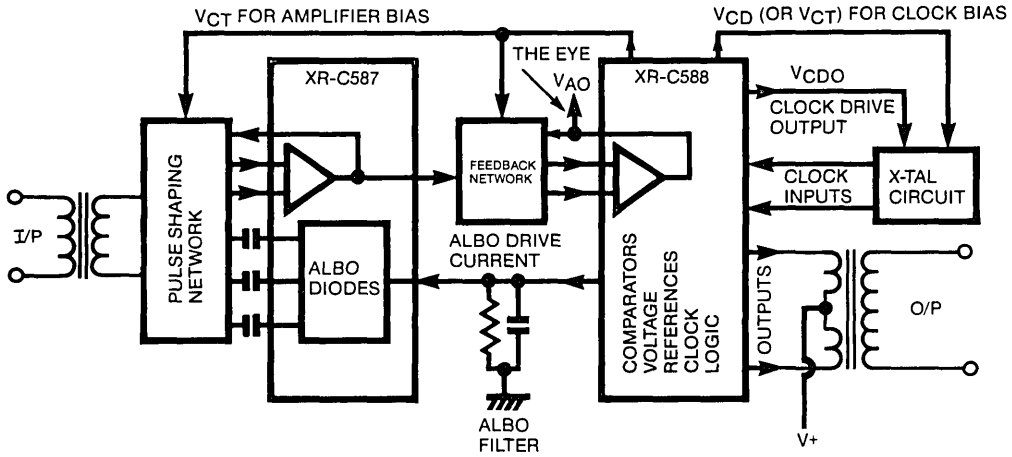 VCT FOR AMPLIFIER BIAS
VCD (OR VCT) FOR CLOCK BIAS
THE EYE
VAO
XR-C587
XR-C588
VCDO
CLOCK DRIVE
OUTPUT
PULSE SHAPING
NETWORK
FEEDBACK
NETWORK
CLOCK
INPUTS
X-TAL
CIRCUIT
I/P
ALBO
DIODES
ALBO DRIVE
CURRENT
COMPARATORS
VOLTAGE
REFERENCES
CLOCK
LOGIC
OUTPUTS
O/P
ALBO
FILTER
V+